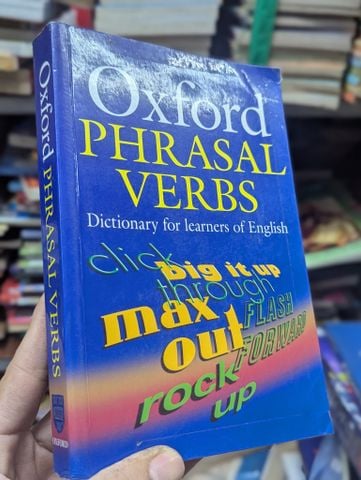 Oxford
PHRASAL
VERBS
Dictionary for learners of English
click
big it up
through
max
FLASH
out
FORWARD
rock
up
Oxford PHRASAL VERBS
OXFORD